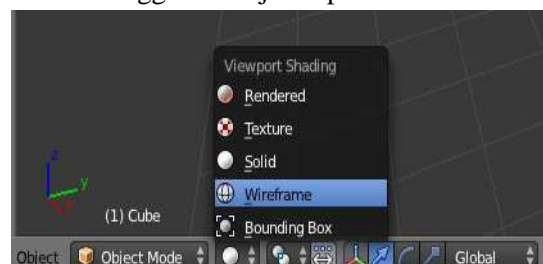 Viewport Shading
Rendered
Texture
Solid
Wireframe
Bounding Box
z
y
(1) Cube
Object
Object Mode
Global